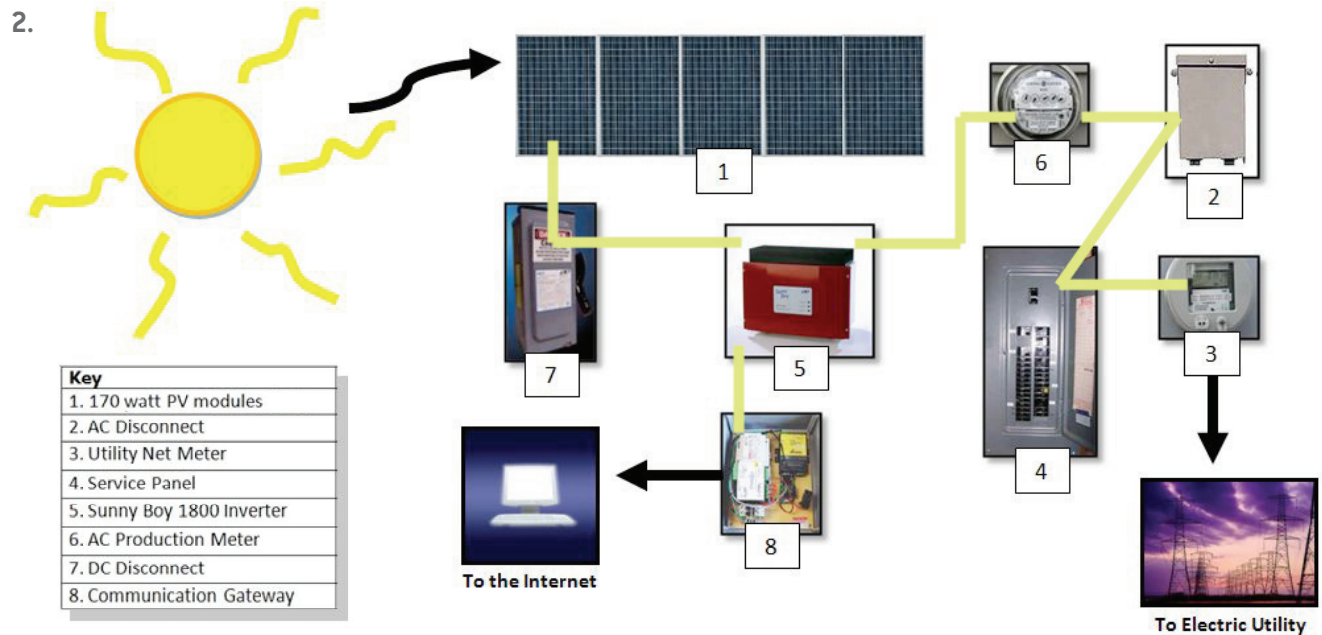 2.
1
6
2
7
5
4
3
8
Key
1. 170 watt PV modules
2. AC Disconnect
3. Utility Net Meter
4. Service Panel
5. Sunny Boy 1800 Inverter
6. AC Production Meter
7. DC Disconnect
8. Communication Gateway
To the Internet
To Electric Utility